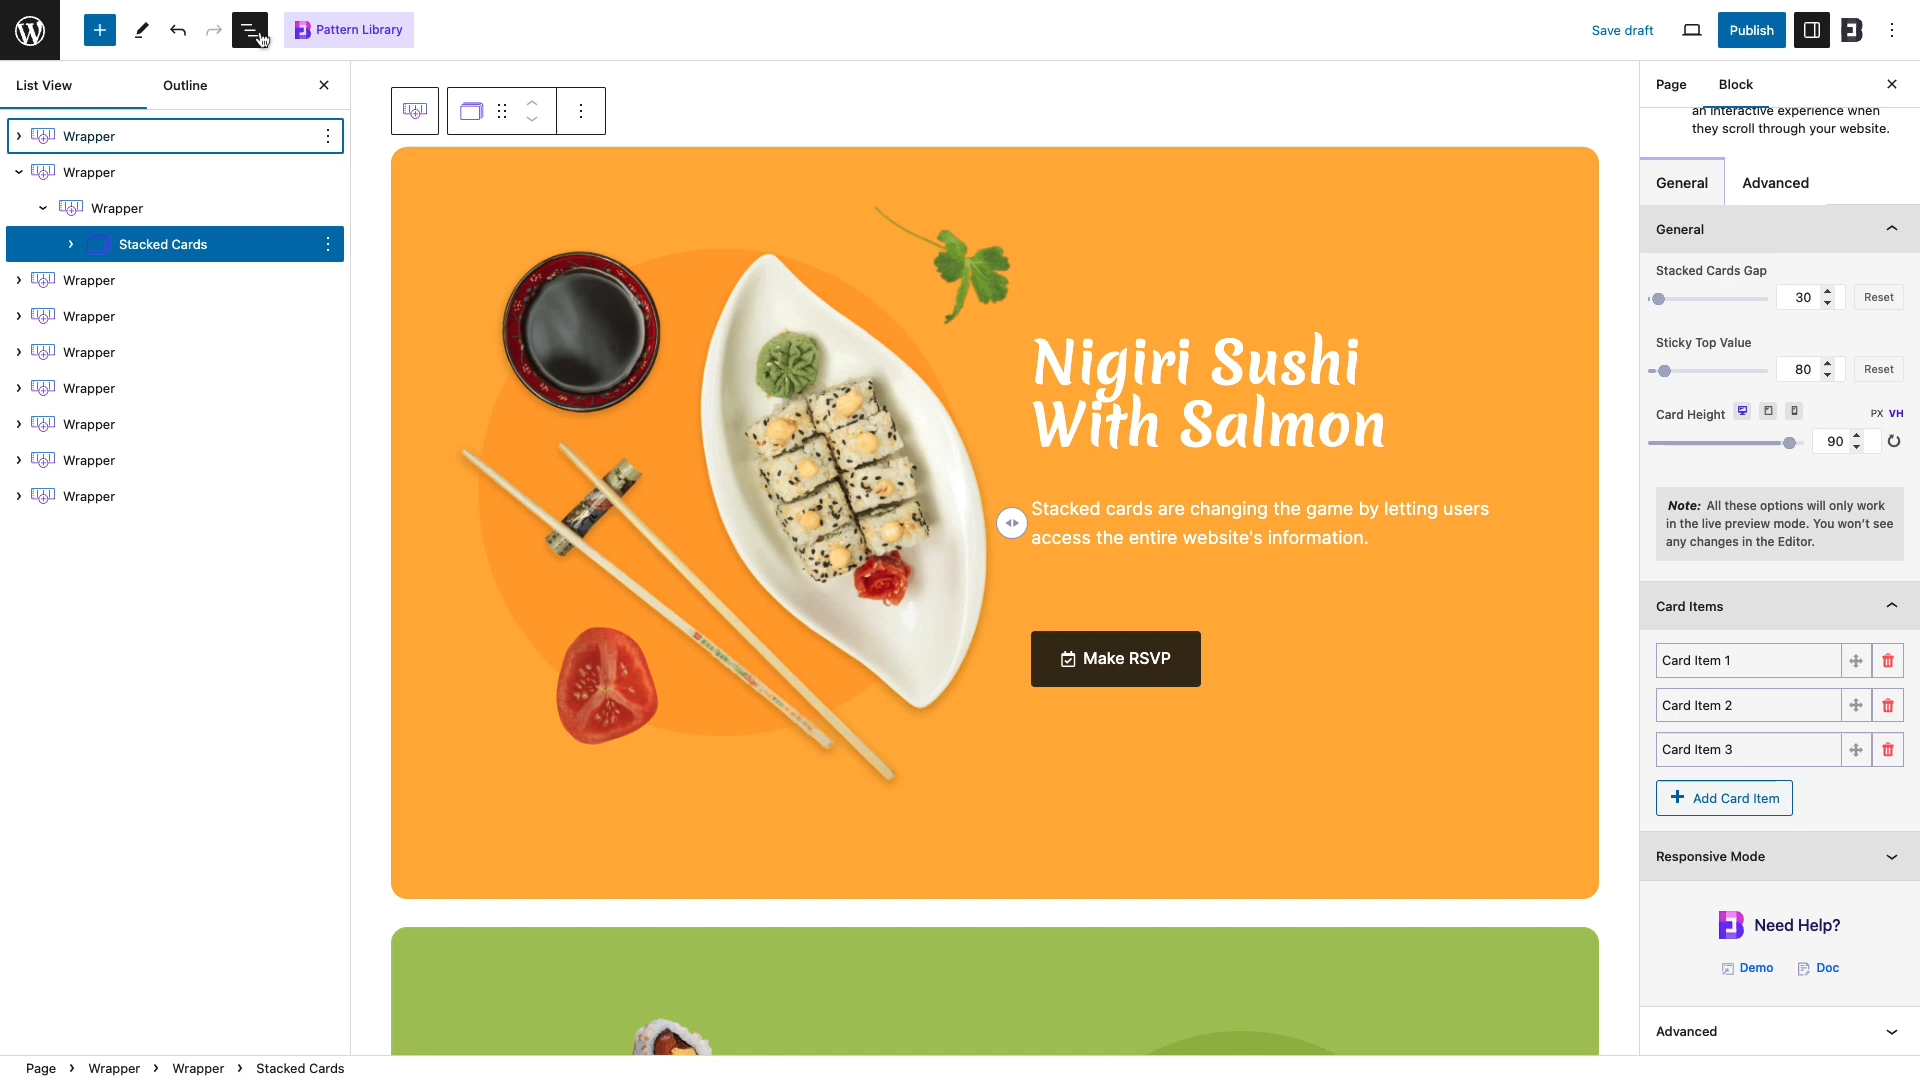 Pattern Library
Save draft
Publish
List View
Outline
Wrapper
Wrapper
Wrapper
Stacked Cards
Wrapper
Wrapper
Wrapper
Wrapper
Wrapper
Wrapper
Wrapper
Nigiri Sushi
With Salmon
Stacked cards are changing the game by letting users
access the entire website's information.
Make RSVP
Page
Block
an interactive experience when
they scroll through your website.
General
Advanced
General
Stacked Cards Gap
30
Reset
Sticky Top Value
80
Reset
Card Height
PX VH
90
Note: All these options will only work
in the live preview mode. You won't see
any changes in the Editor.
Card Items
Card Item 1
Card Item 2
Card Item 3
Add Card Item
Responsive Mode
Need Help?
Demo
Doc
Advanced
Page
Wrapper
Wrapper
Stacked Cards